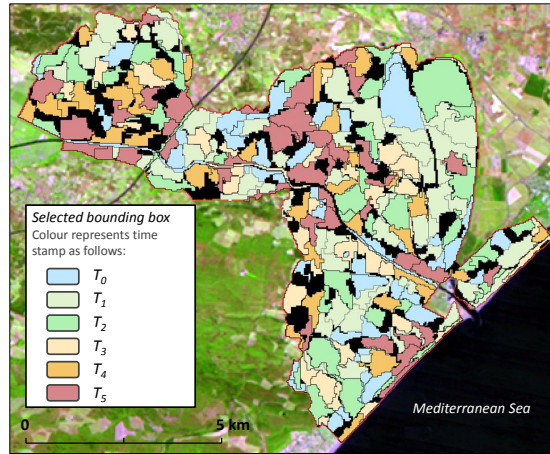 Selected bounding box
Colour represents time
stamp as follows:
T0
T1
T2
T3
T4
T5
0
5 km
Mediterranean Sea